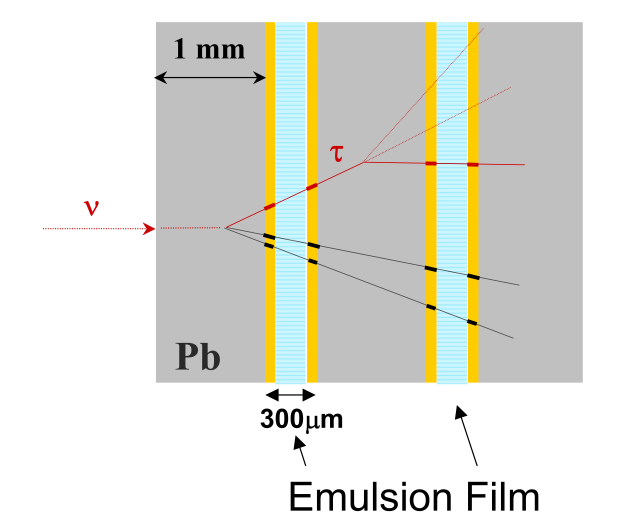 1 mm
τ
ν
Pb
300μm
Emulsion Film